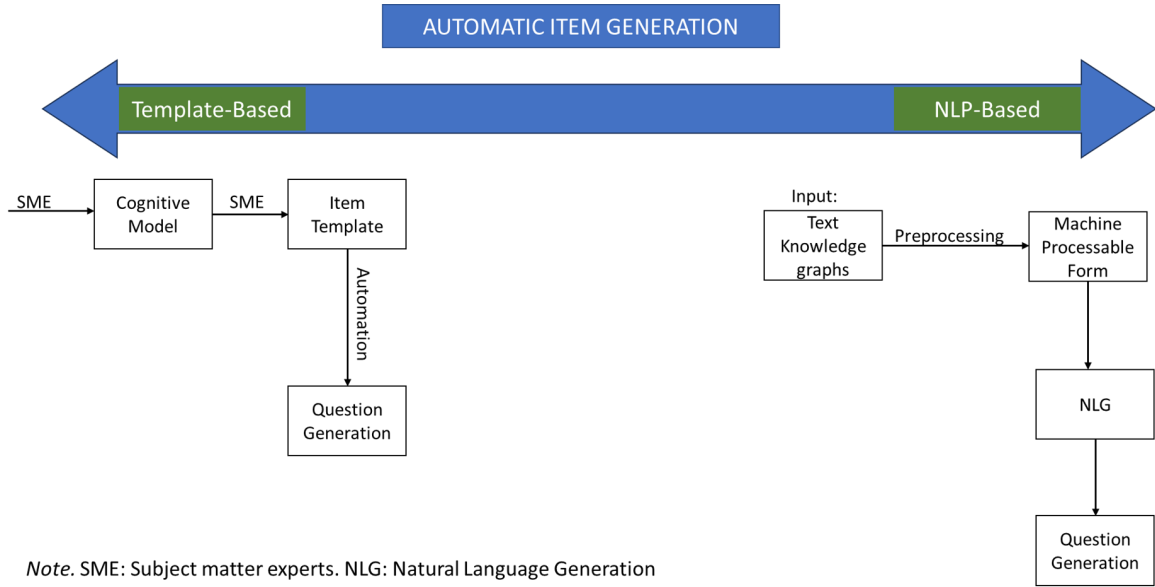 AUTOMATIC ITEM GENERATION
Template-Based
NLP-Based
SME
Cognitive
Model
SME
Item
Template
Automation
Question
Generation
Input:
Text
Knowledge
graphs
Preprocessing
Machine
Processable
Form
NLG
Question
Generation
Note. SME: Subject matter experts. NLG: Natural Language Generation